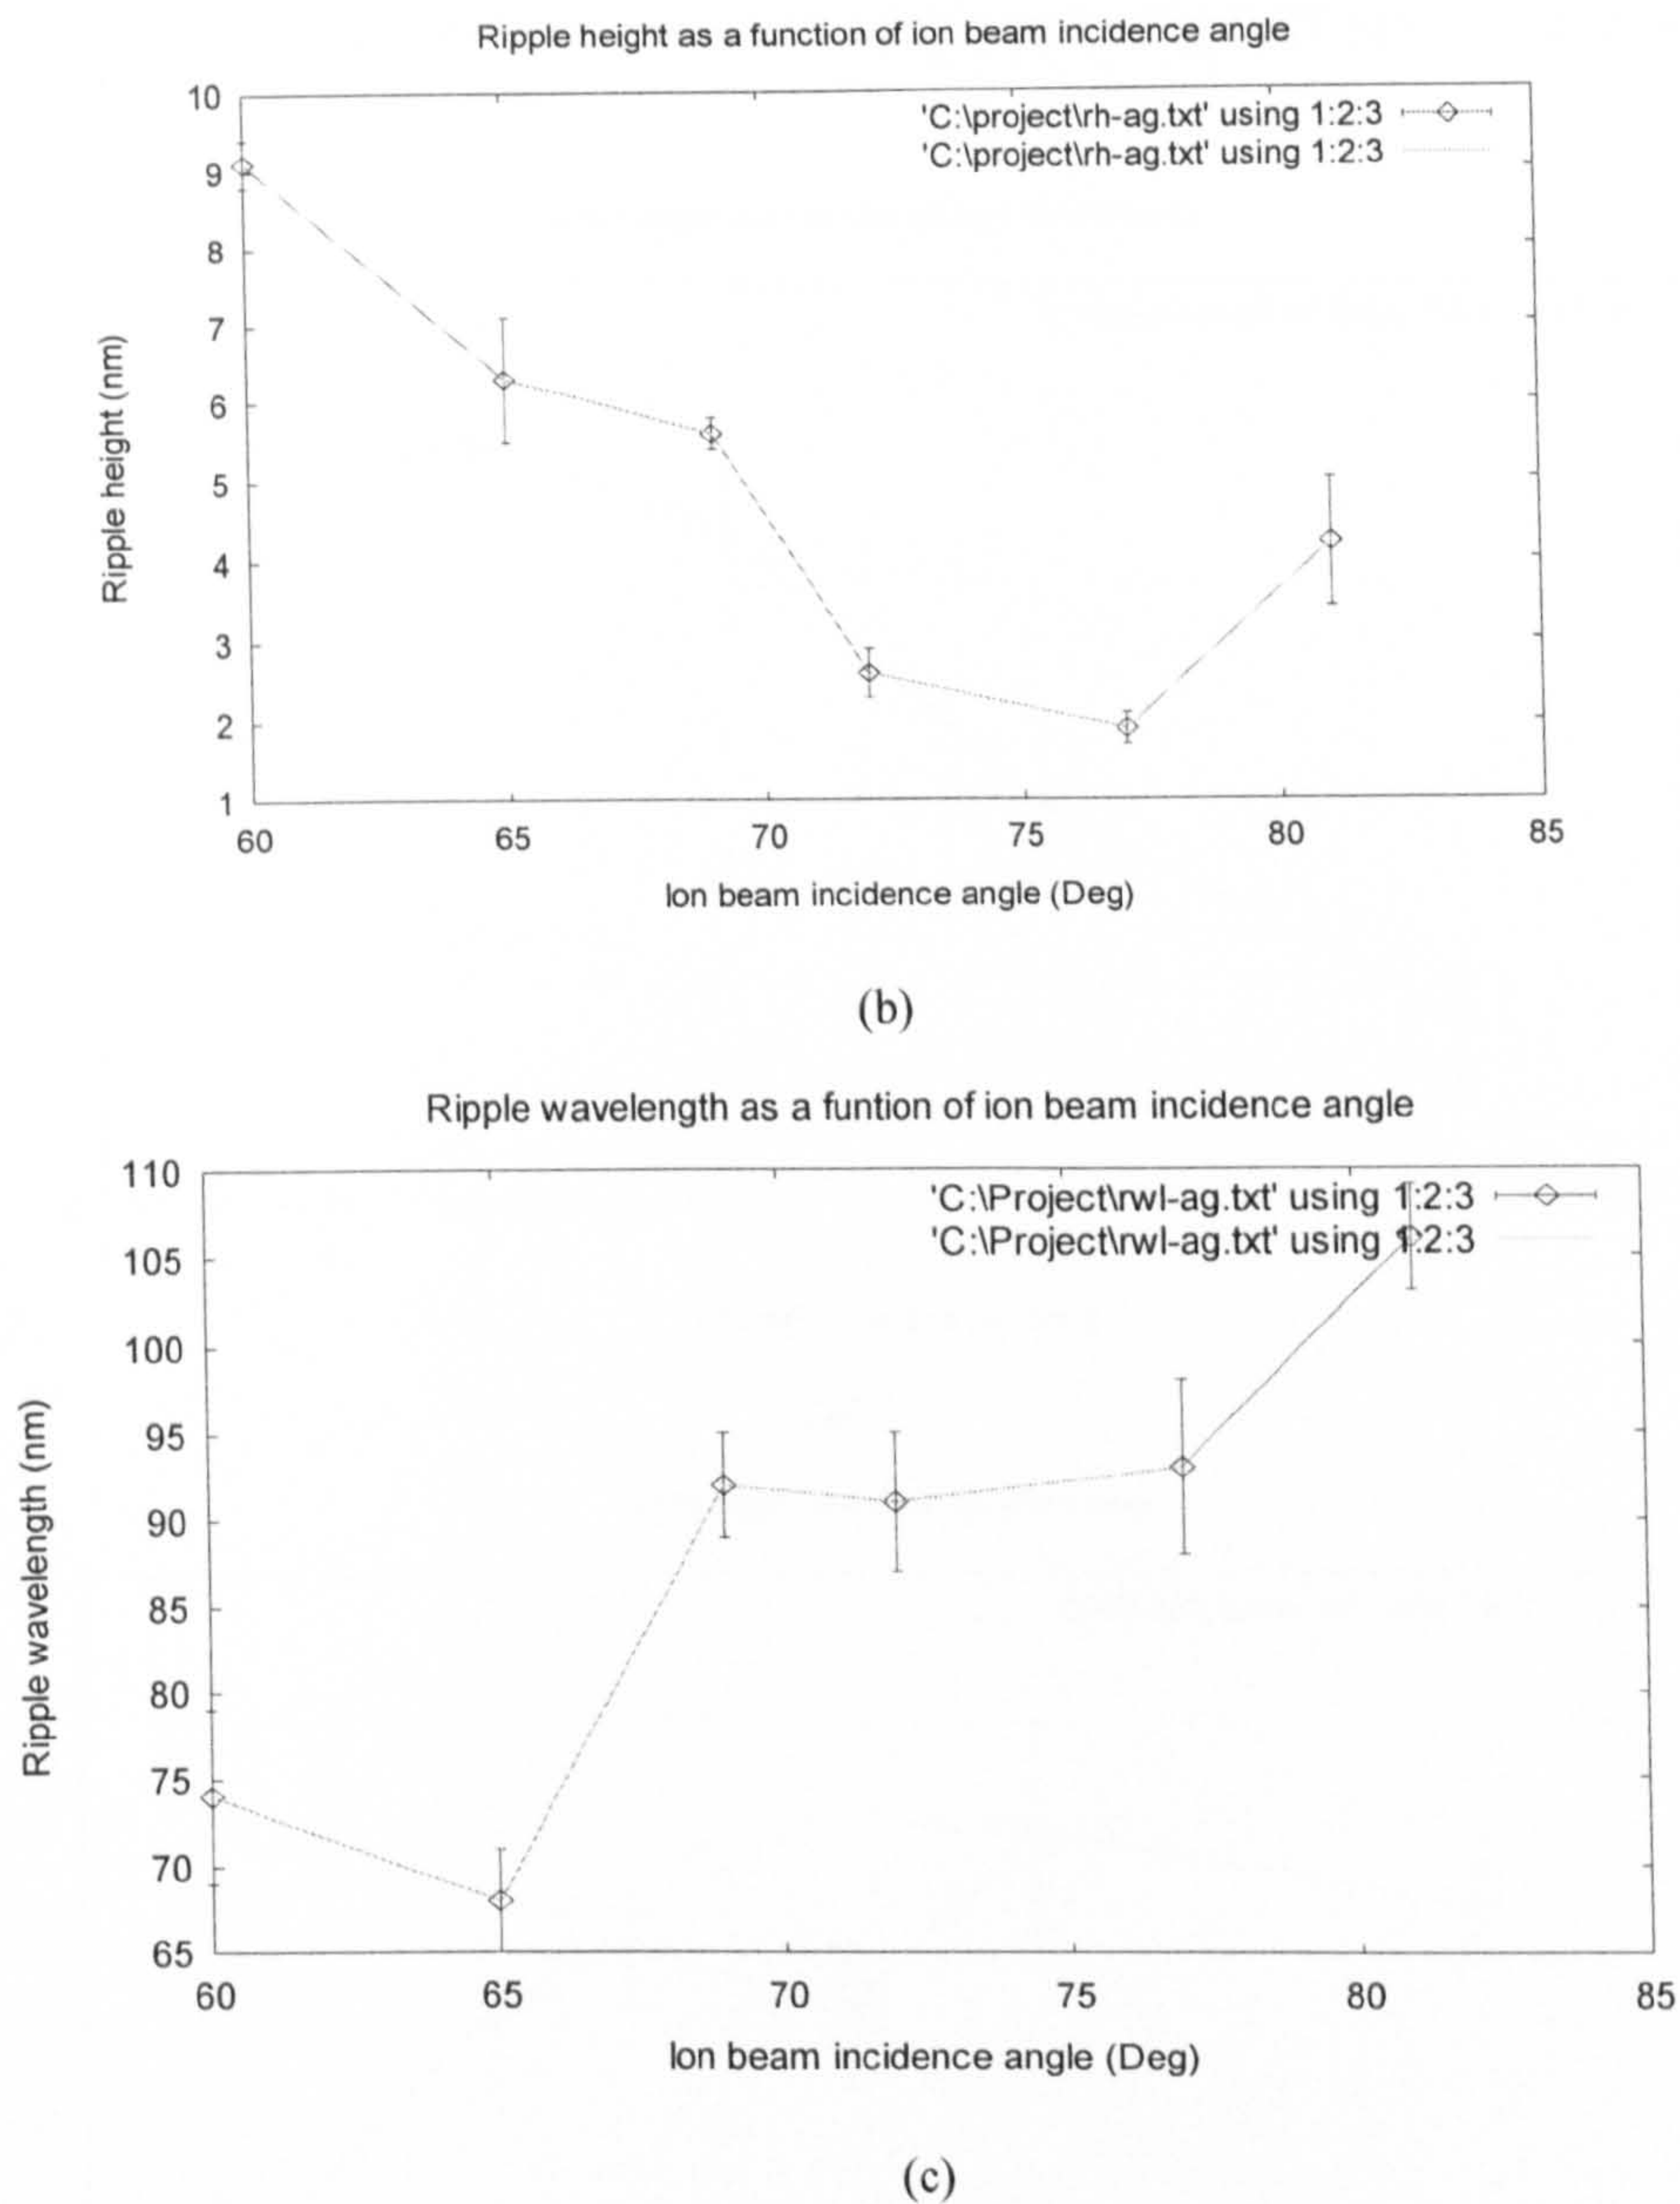 Ripple height as a function of ion beam incidence angle
'C:\project\rh-ag.txt' using 1:2:3
'C:\project\rh-ag.txt' using 1:2:3
10
9
8
7
6
5
4
3
2
1
Ripple height (nm)
60 65 70 75 80 85
Ion beam incidence angle (Deg)
(b)
Ripple wavelength as a funtion of ion beam incidence angle
'C:\Project\rwl-ag.txt' using 1:2:3
'C:\Project\rwl-ag.txt' using 1:2:3
110
105
100
95
90
85
80
75
70
65
Ripple wavelength (nm)
60 65 70 75 80 85
Ion beam incidence angle (Deg)
(c)